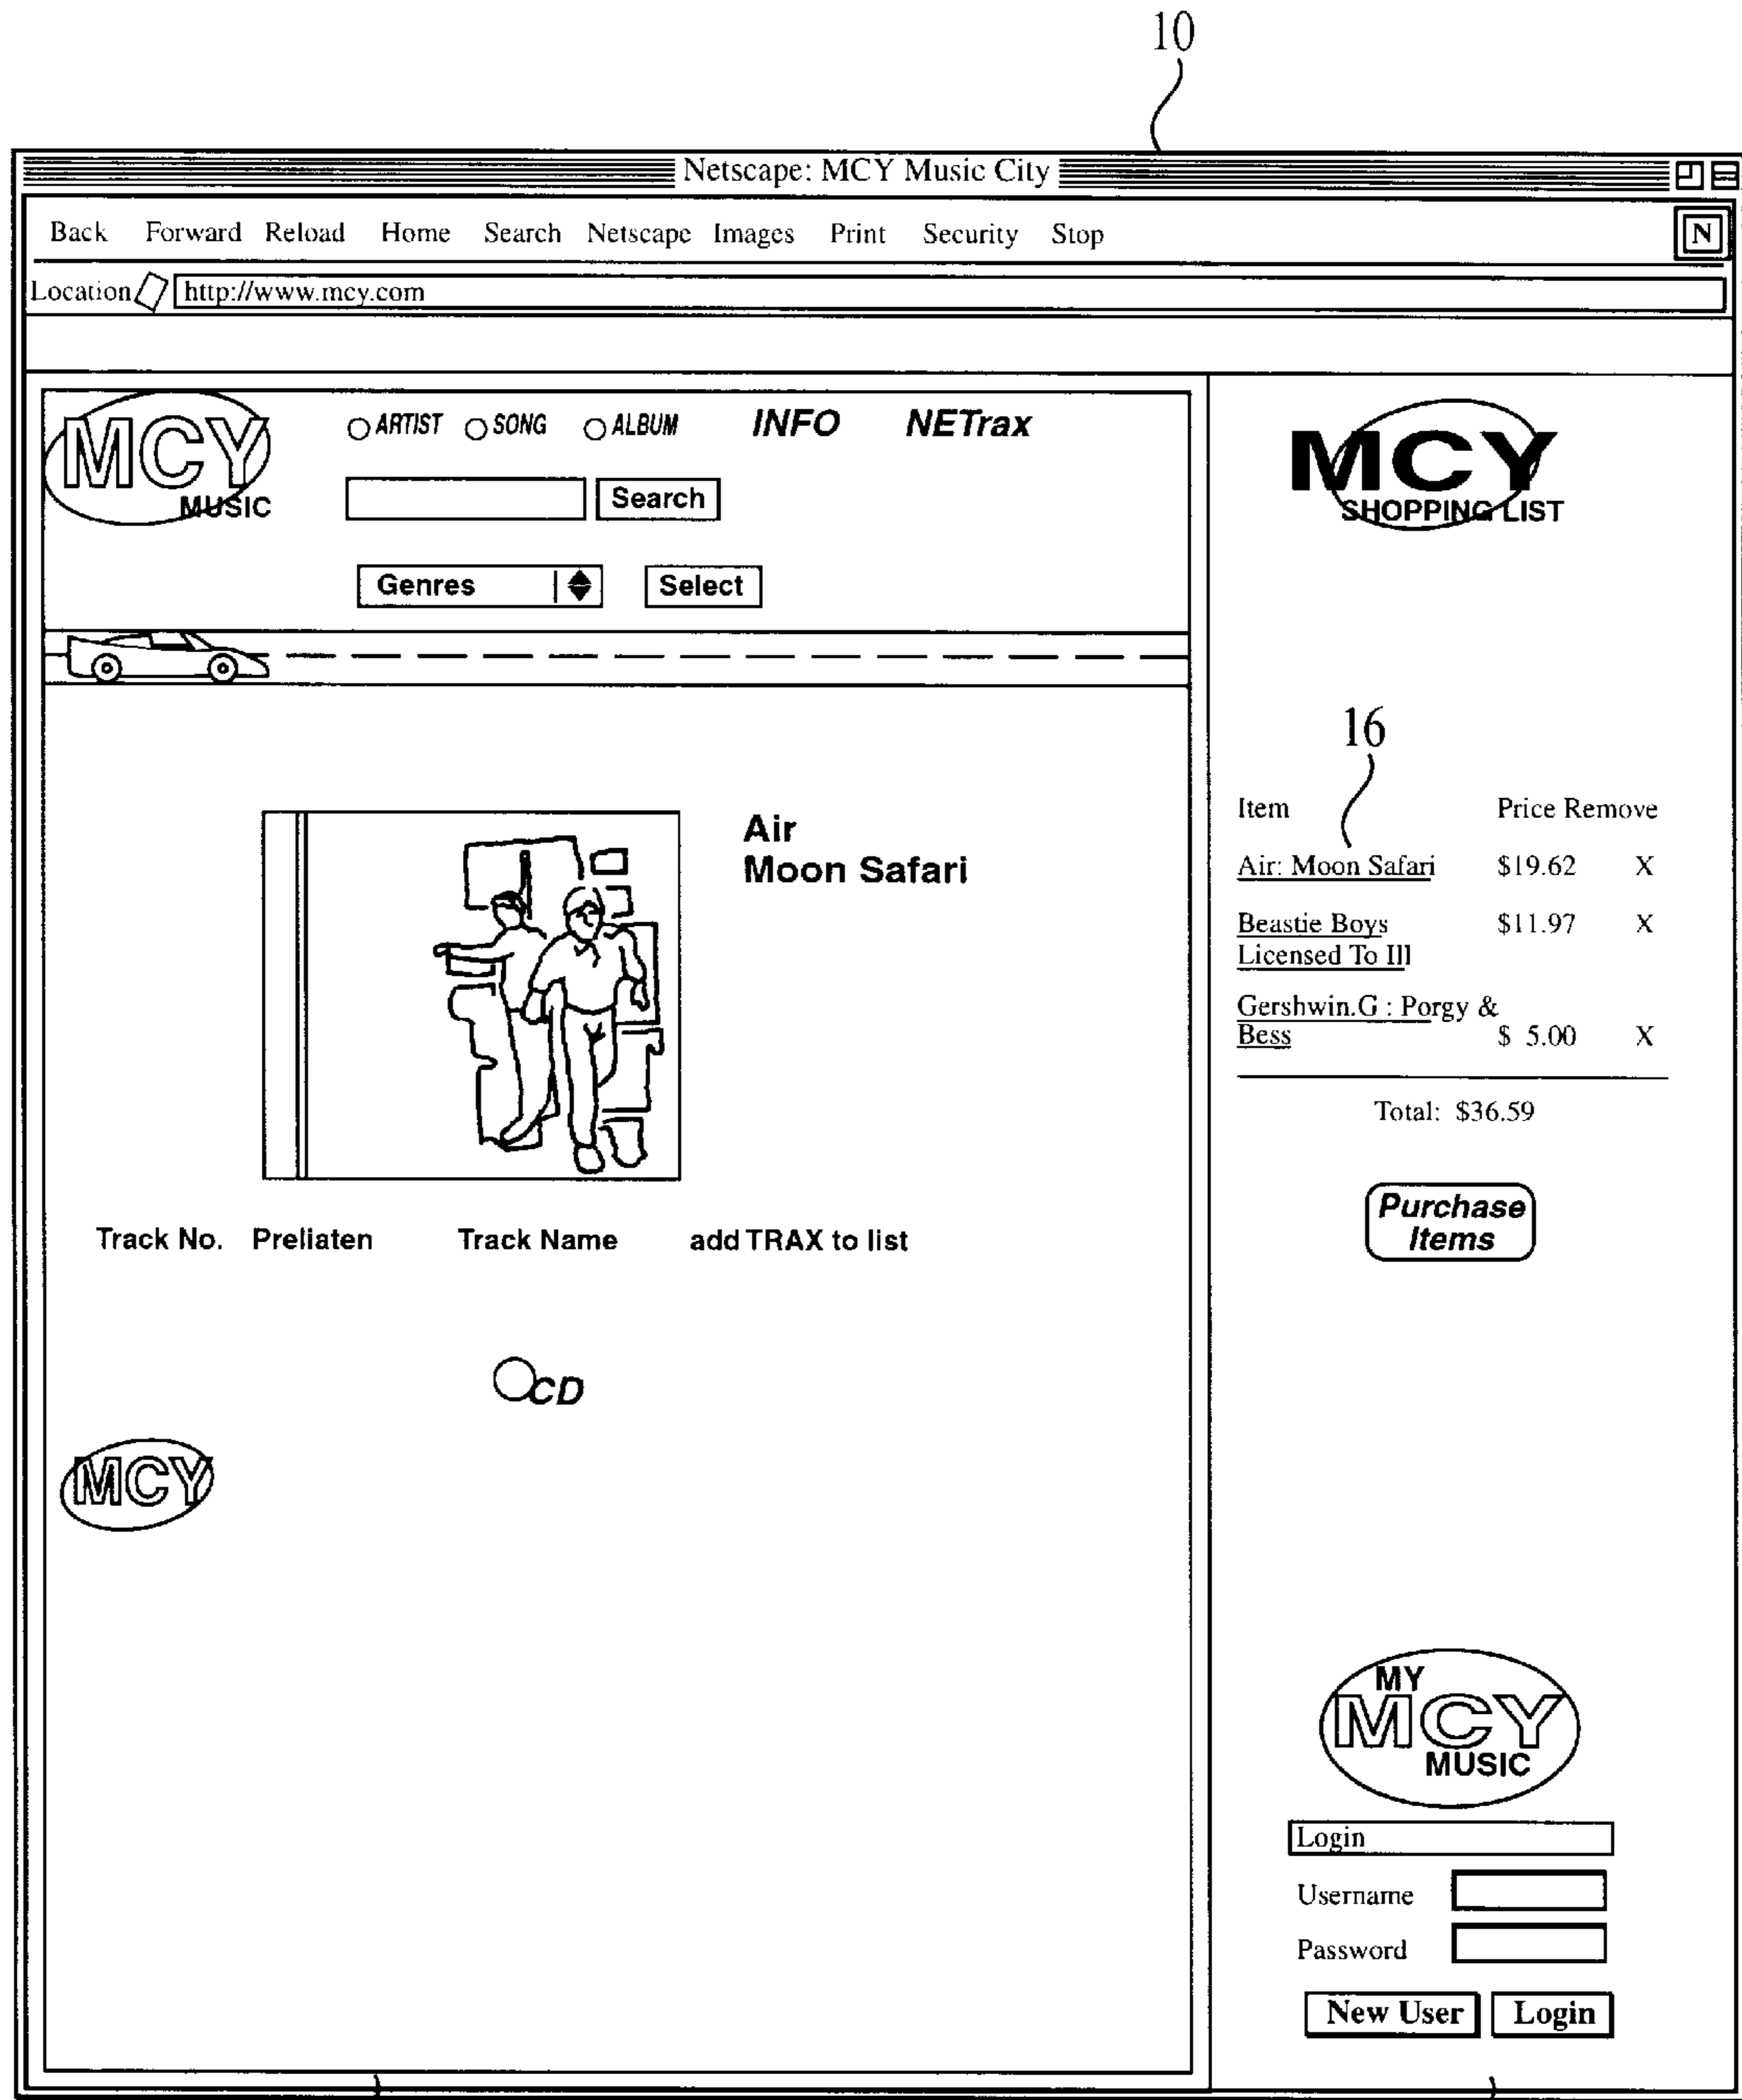 10
Netscape: MCY Music City
Back Forward Reload Home Search Netscape Images Print Security Stop
N
Location http://www.mcy.com
MCY
MUSIC
ARTIST SONG ALBUM INFO NETrax
Search
Genres Select
MCY
SHOPPING LIST
Air
Moon Safari
Track No. Preliaten Track Name add TRAX to list
CD
MCY
16
Item Price Remove
Air: Moon Safari $19.62 X
Beastie Boys $11.97 X
Licensed To Ill
Gershwin.G : Porgy &
Bess $ 5.00 X
Total: $36.59
Purchase
Items
MY
MCY
MUSIC
Login
Username
Password
New User Login